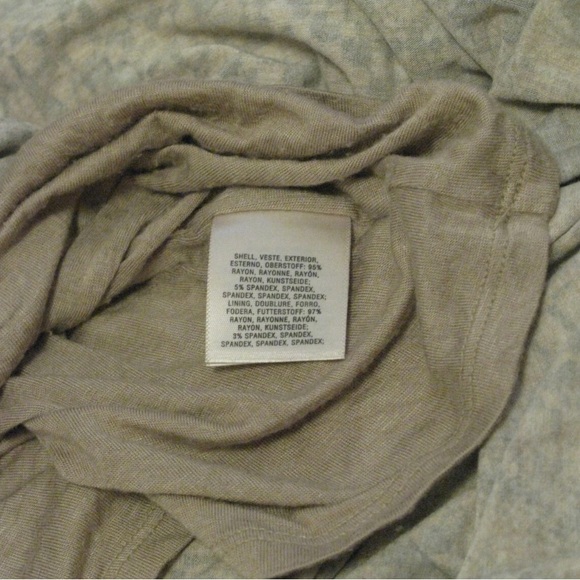 SHELL, VESTE, EXTERIOR,
ESTERNO, OBERSTOFF: 95%
RAYON, RAYONNE, RAYÓN,
RAYON, KUNSTSEIDE;
5% SPANDEX, SPANDEX,
SPANDEX, SPANDEX, SPANDEX;
LINING, DOUBLURE, FORRO,
FODERA, FUTTERSTOFF: 97%
RAYON, RAYONNE, RAYÓN,
RAYON, KUNSTSEIDE;
3% SPANDEX, SPANDEX,
SPANDEX, SPANDEX, SPANDEX;